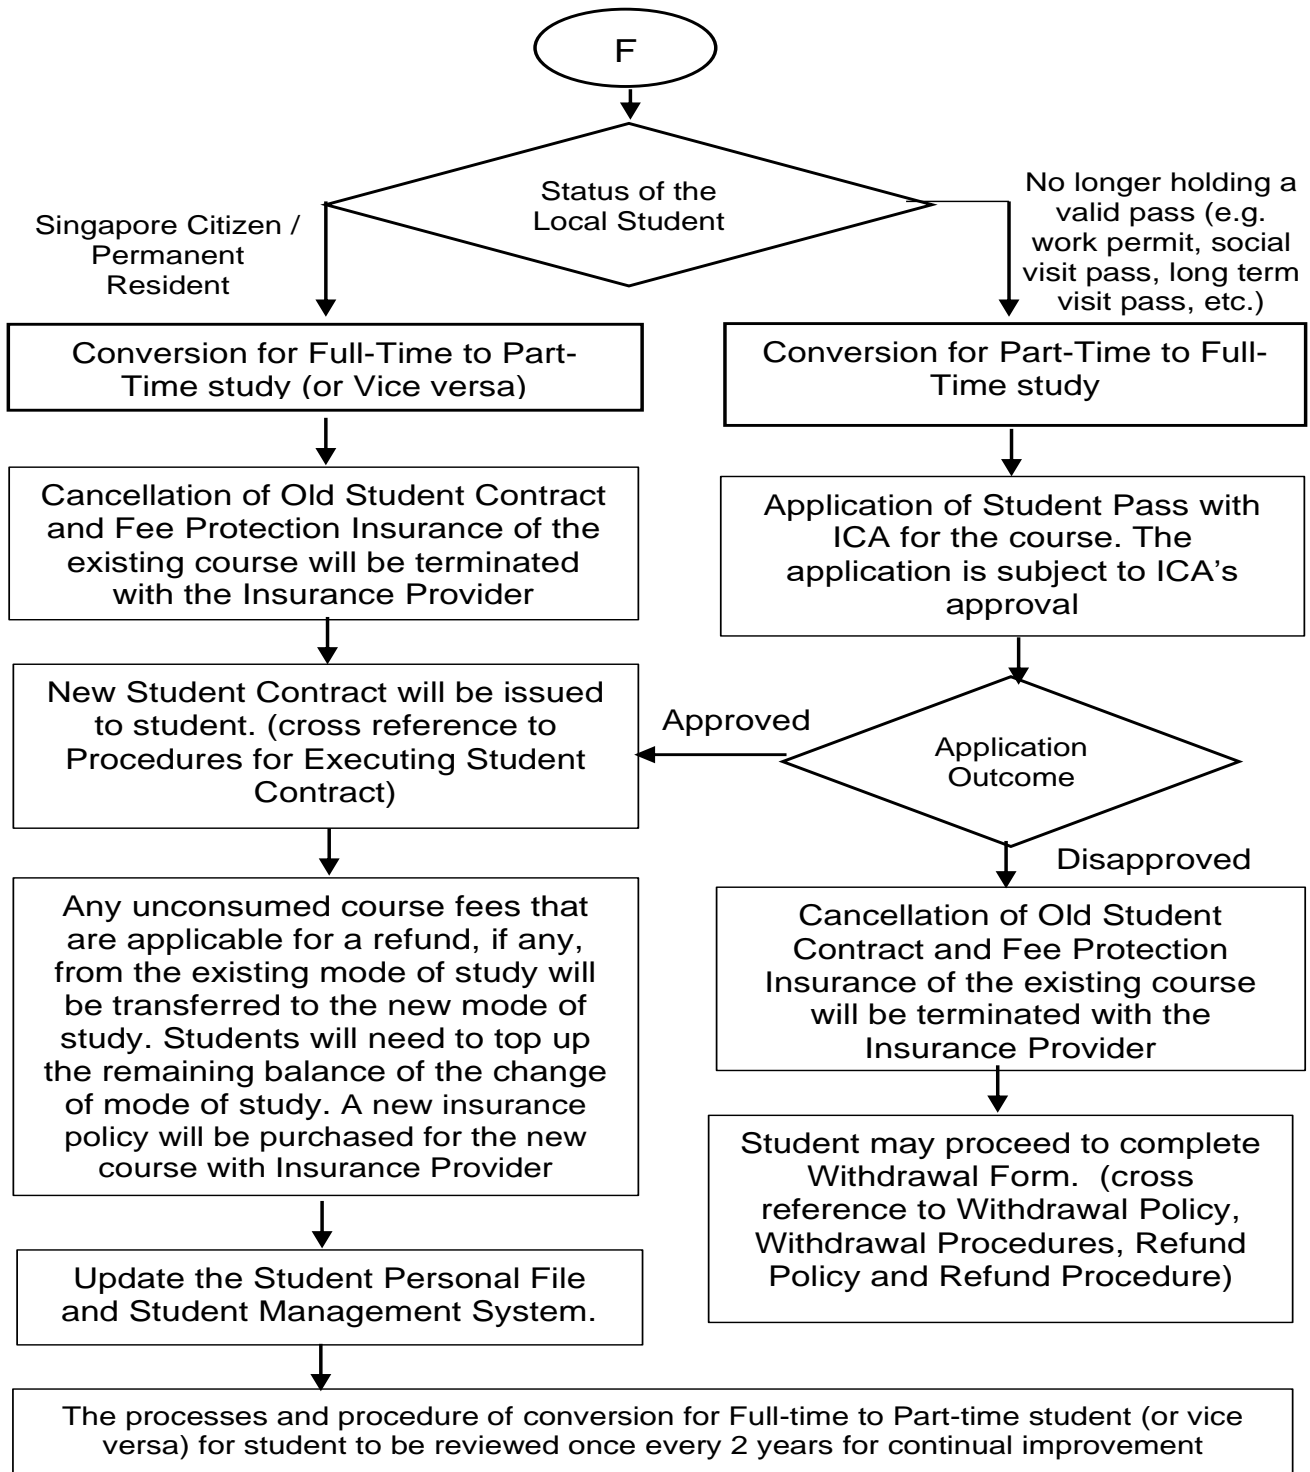 F
Status of the
Local Student
Singapore Citizen /
Permanent
Resident
No longer holding a
valid pass (e.g.
work permit, social
visit pass, long term
visit pass, etc.)
Conversion for Full-Time to Part-
Time study (or Vice versa)
Conversion for Part-Time to Full-
Time study
Cancellation of Old Student Contract
and Fee Protection Insurance of the
existing course will be terminated
with the Insurance Provider
Application of Student Pass with
ICA for the course. The
application is subject to ICA’s
approval
New Student Contract will be issued
to student. (cross reference to
Procedures for Executing Student
Contract)
Approved
Application
Outcome
Disapproved
Any unconsumed course fees that
are applicable for a refund, if any,
from the existing mode of study will
be transferred to the new mode of
study. Students will need to top up
the remaining balance of the change
of mode of study. A new insurance
policy will be purchased for the new
course with Insurance Provider
Cancellation of Old Student
Contract and Fee Protection
Insurance of the existing course
will be terminated with the
Insurance Provider
Student may proceed to complete
Withdrawal Form.  (cross
reference to Withdrawal Policy,
Withdrawal Procedures, Refund
Policy and Refund Procedure)
Update the Student Personal File
and Student Management System.
The processes and procedure of conversion for Full-time to Part-time student (or vice
versa) for student to be reviewed once every 2 years for continual improvement